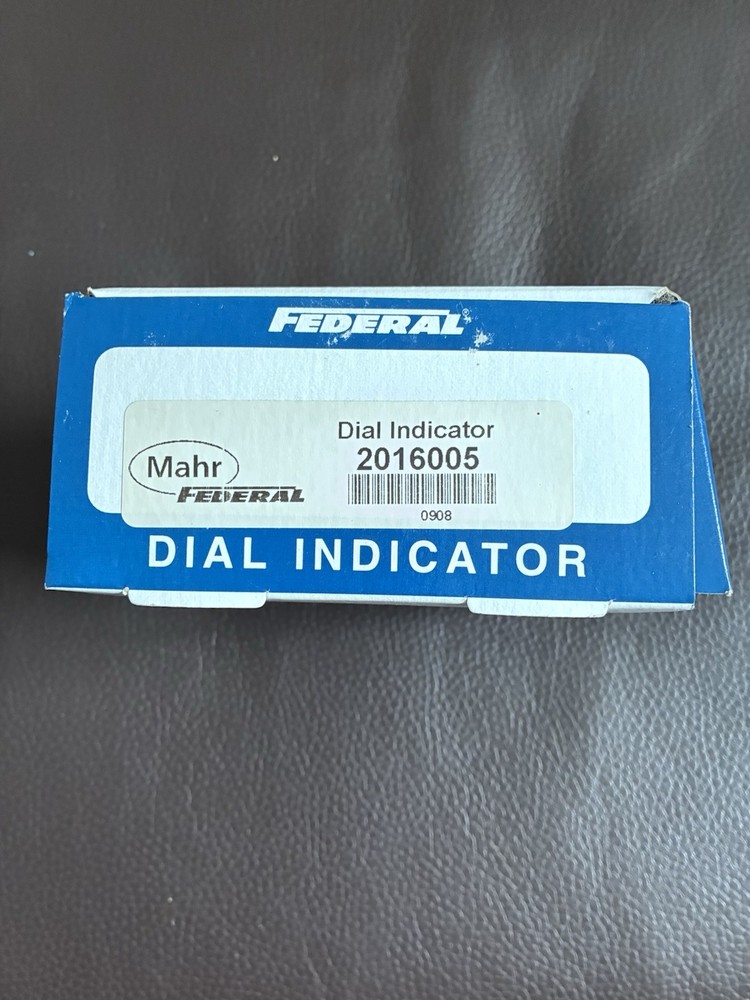 FEDERAL®
Dial Indicator
2016005
Mahr
FEDERAL
0908
DIAL INDICATOR